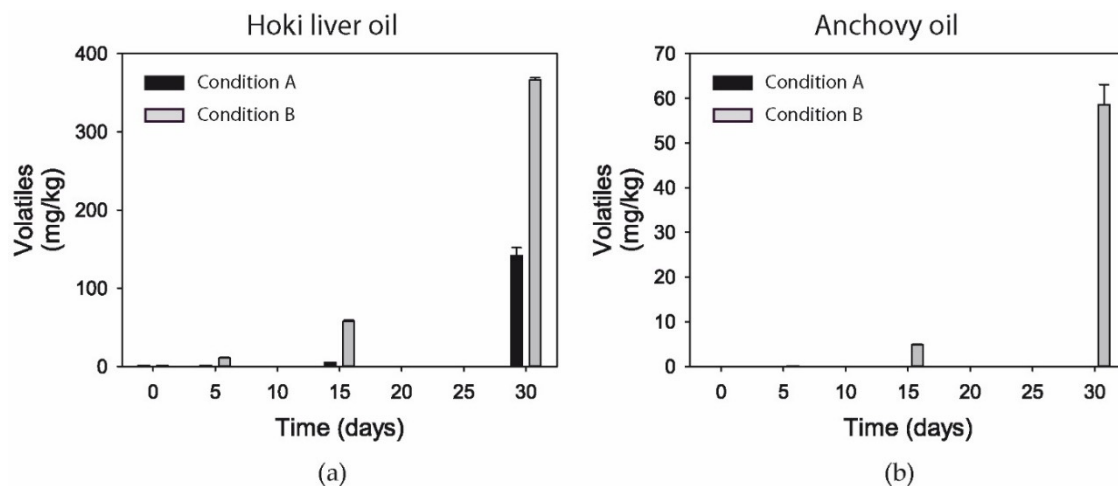 Hoki liver oil
400
300
200
100
0
Volatiles
(mg/kg)
Condition A
Condition B
0 5 10 15 20 25 30
Time (days)
(a)
Anchovy oil
70
60
50
40
30
20
10
0
Volatiles
(mg/kg)
Condition A
Condition B
0 5 10 15 20 25 30
Time (days)
(b)